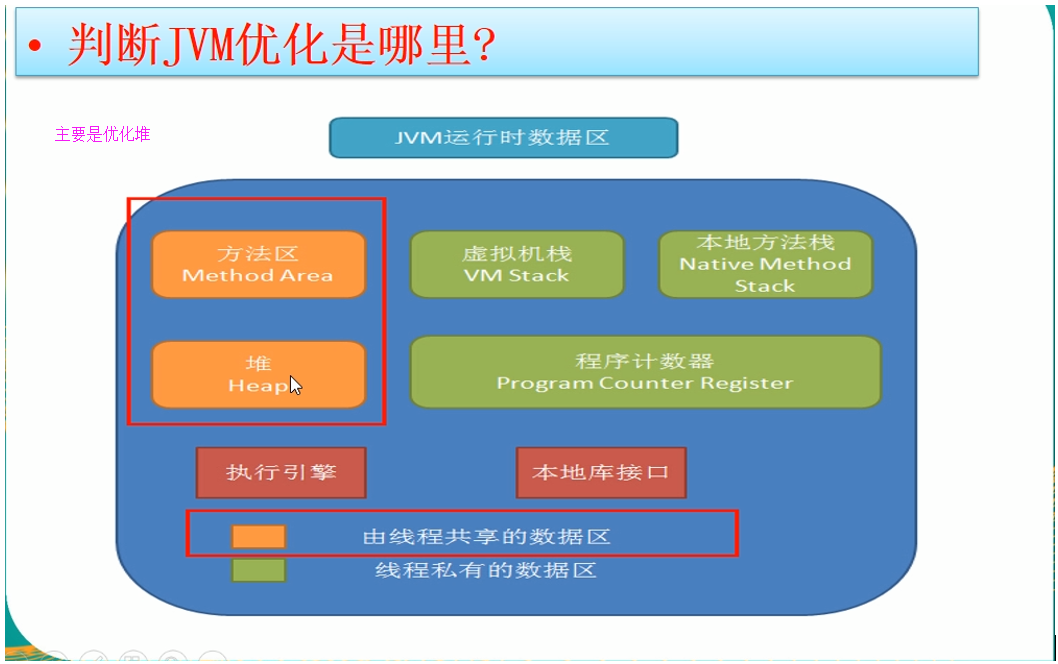 • 判断JVM优化是哪里?
主要是优化堆
JVM运行时数据区
方法区
Method Area
虚拟机栈
VM Stack
本地方法栈
Native Method
Stack
堆
Heap
程序计数器
Program Counter Register
执行引擎
本地库接口
由线程共享的数据区
线程私有的数据区